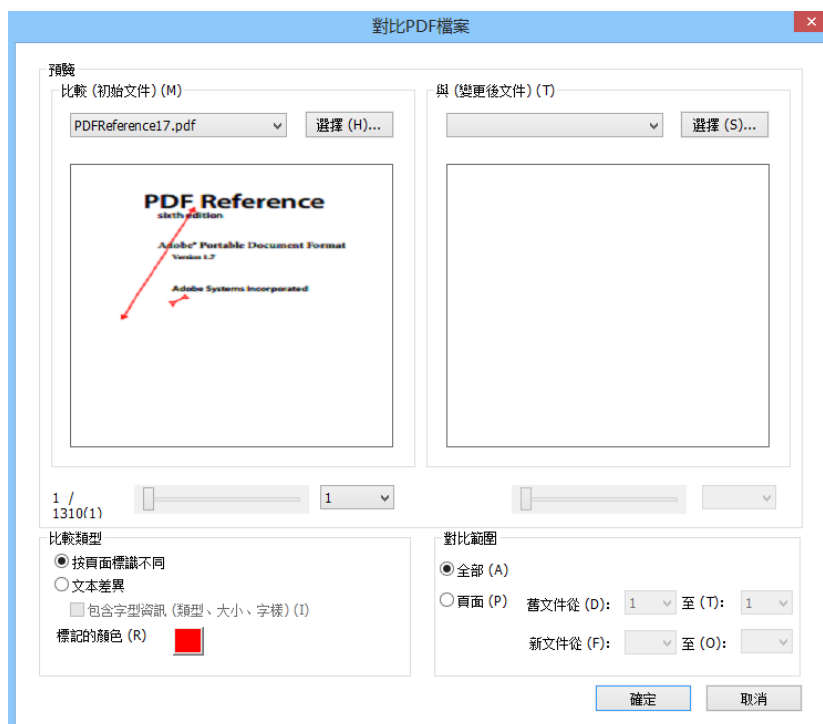 對比PDF檔案
預覽
比較 (初始文件) (M)
PDFReference17.pdf
選擇 (H)...
PDF Reference
sixth edition
Adobe® Portable Document Format
Version 1.7
Adobe Systems Incorporated
1 /
1310(1)
1
與 (變更後文件) (T)
選擇 (S)...
比較類型
按頁面標識不同
文本差異
包含字型資訊 (類型、大小、字樣) (I)
標記的顏色 (R)
對比範圍
全部 (A)
頁面 (P) 舊文件從 (D): 1 至 (T): 1
新文件從 (F): 至 (O):
確定 取消